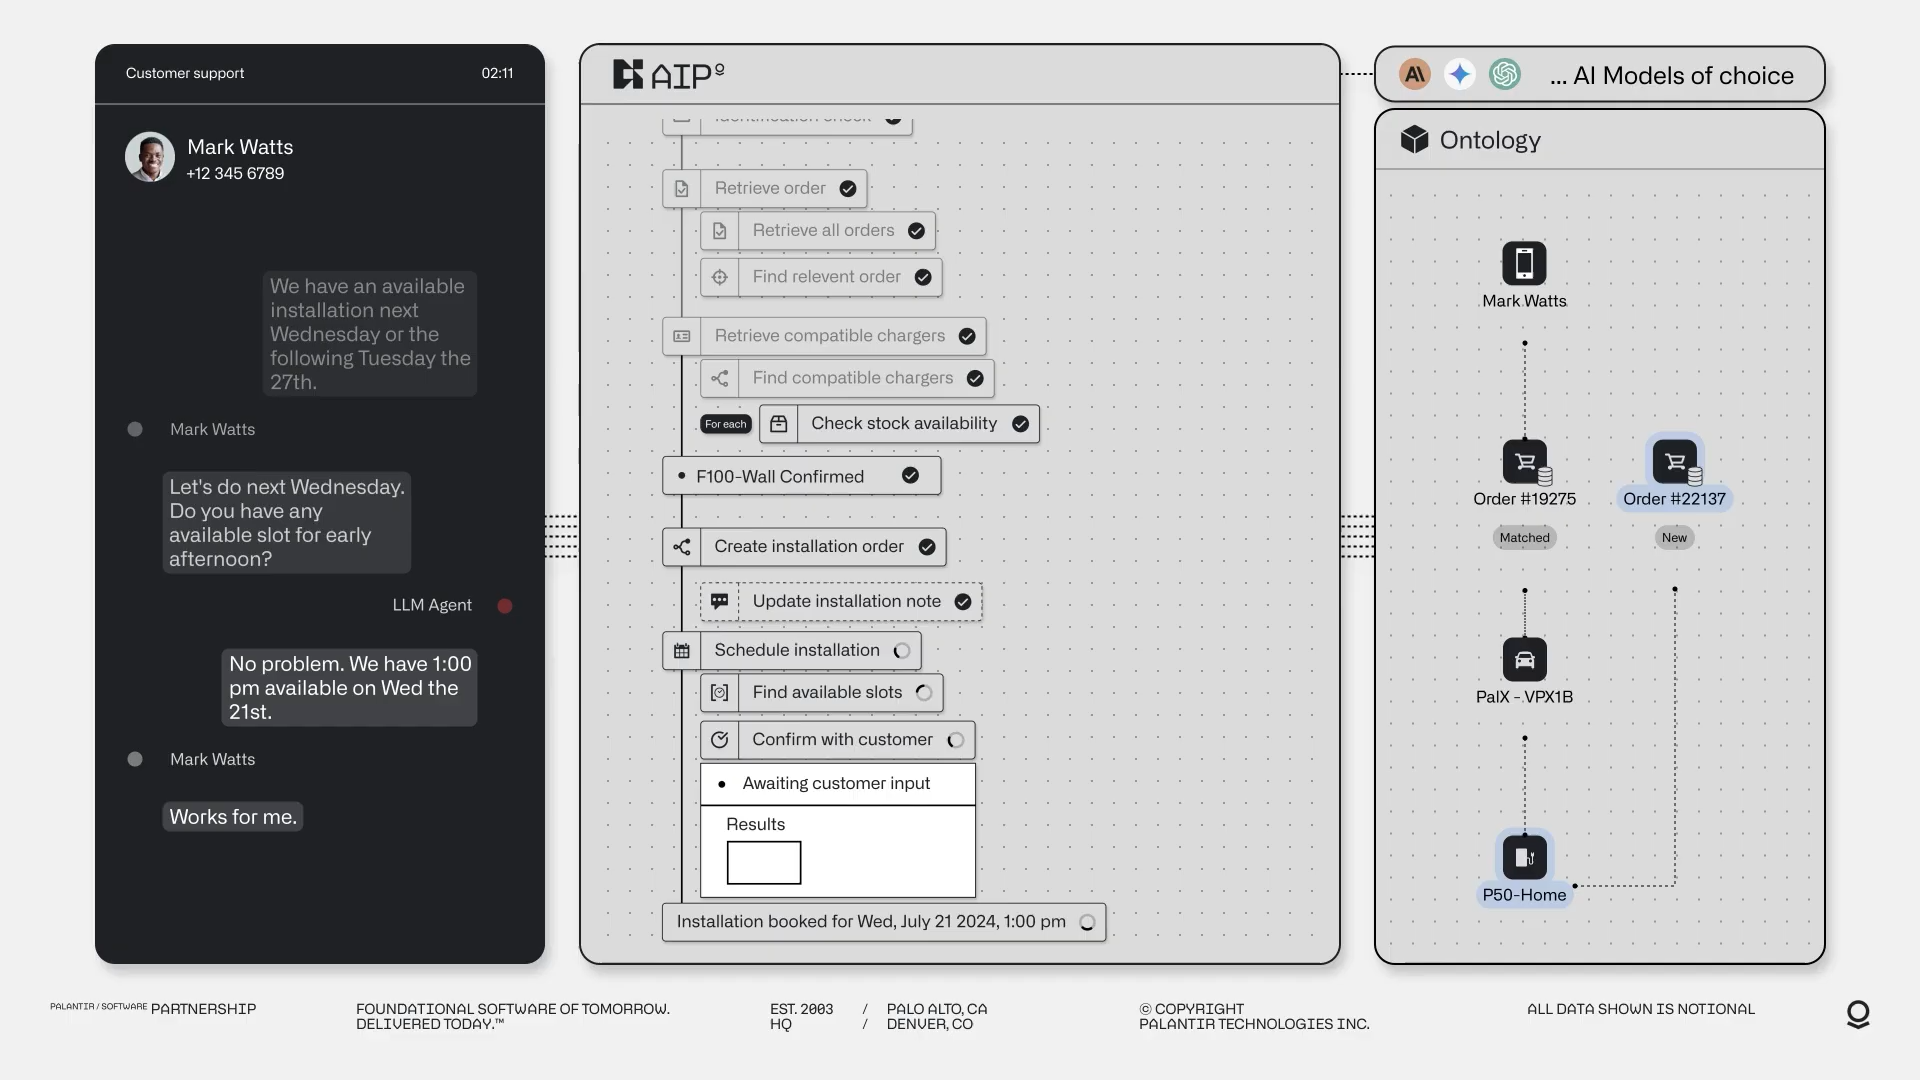 Customer support
02:11
Mark Watts
+12 345 6789
We have an available
installation next
Wednesday or the
following Tuesday the
27th.
Mark Watts
Let's do next Wednesday.
Do you have any
available slot for early
afternoon?
LLM Agent
No problem. We have 1:00
pm available on Wed the
21st.
Mark Watts
Works for me.
AIP
Identification check
Retrieve order
Retrieve all orders
Find relevent order
Retrieve compatible chargers
Find compatible chargers
For each
Check stock availability
F100-Wall Confirmed
Create installation order
Update installation note
Schedule installation
Find available slots
Confirm with customer
Awaiting customer input
Results
Installation booked for Wed, July 21 2024, 1:00 pm
... AI Models of choice
Ontology
Mark Watts
Order #19275
Matched
Order #22137
New
PalX - VPX1B
P50-Home
PALANTIR / SOFTWARE PARTNERSHIP
FOUNDATIONAL SOFTWARE OF TOMORROW.
DELIVERED TODAY.™
EST. 2003 / PALO ALTO, CA
HQ / DENVER, CO
© COPYRIGHT
PALANTIR TECHNOLOGIES INC.
ALL DATA SHOWN IS NOTIONAL